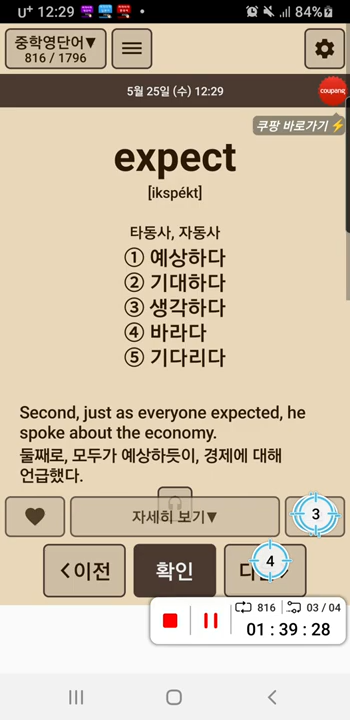 U+ 12:29 84%
중학영단어▼
816 / 1796
5월 25일 (수) 12:29
coupang
쿠팡 바로가기⚡
expect
[ikspékt]
타동사, 자동사
① 예상하다
② 기대하다
③ 생각하다
④ 바라다
⑤ 기다리다
Second, just as everyone expected, he
spoke about the economy.
둘째로, 모두가 예상하듯이, 경제에 대해
언급했다.
자세히 보기▼
3
<이전
확인
4
816 03 / 04
01 : 39 : 28